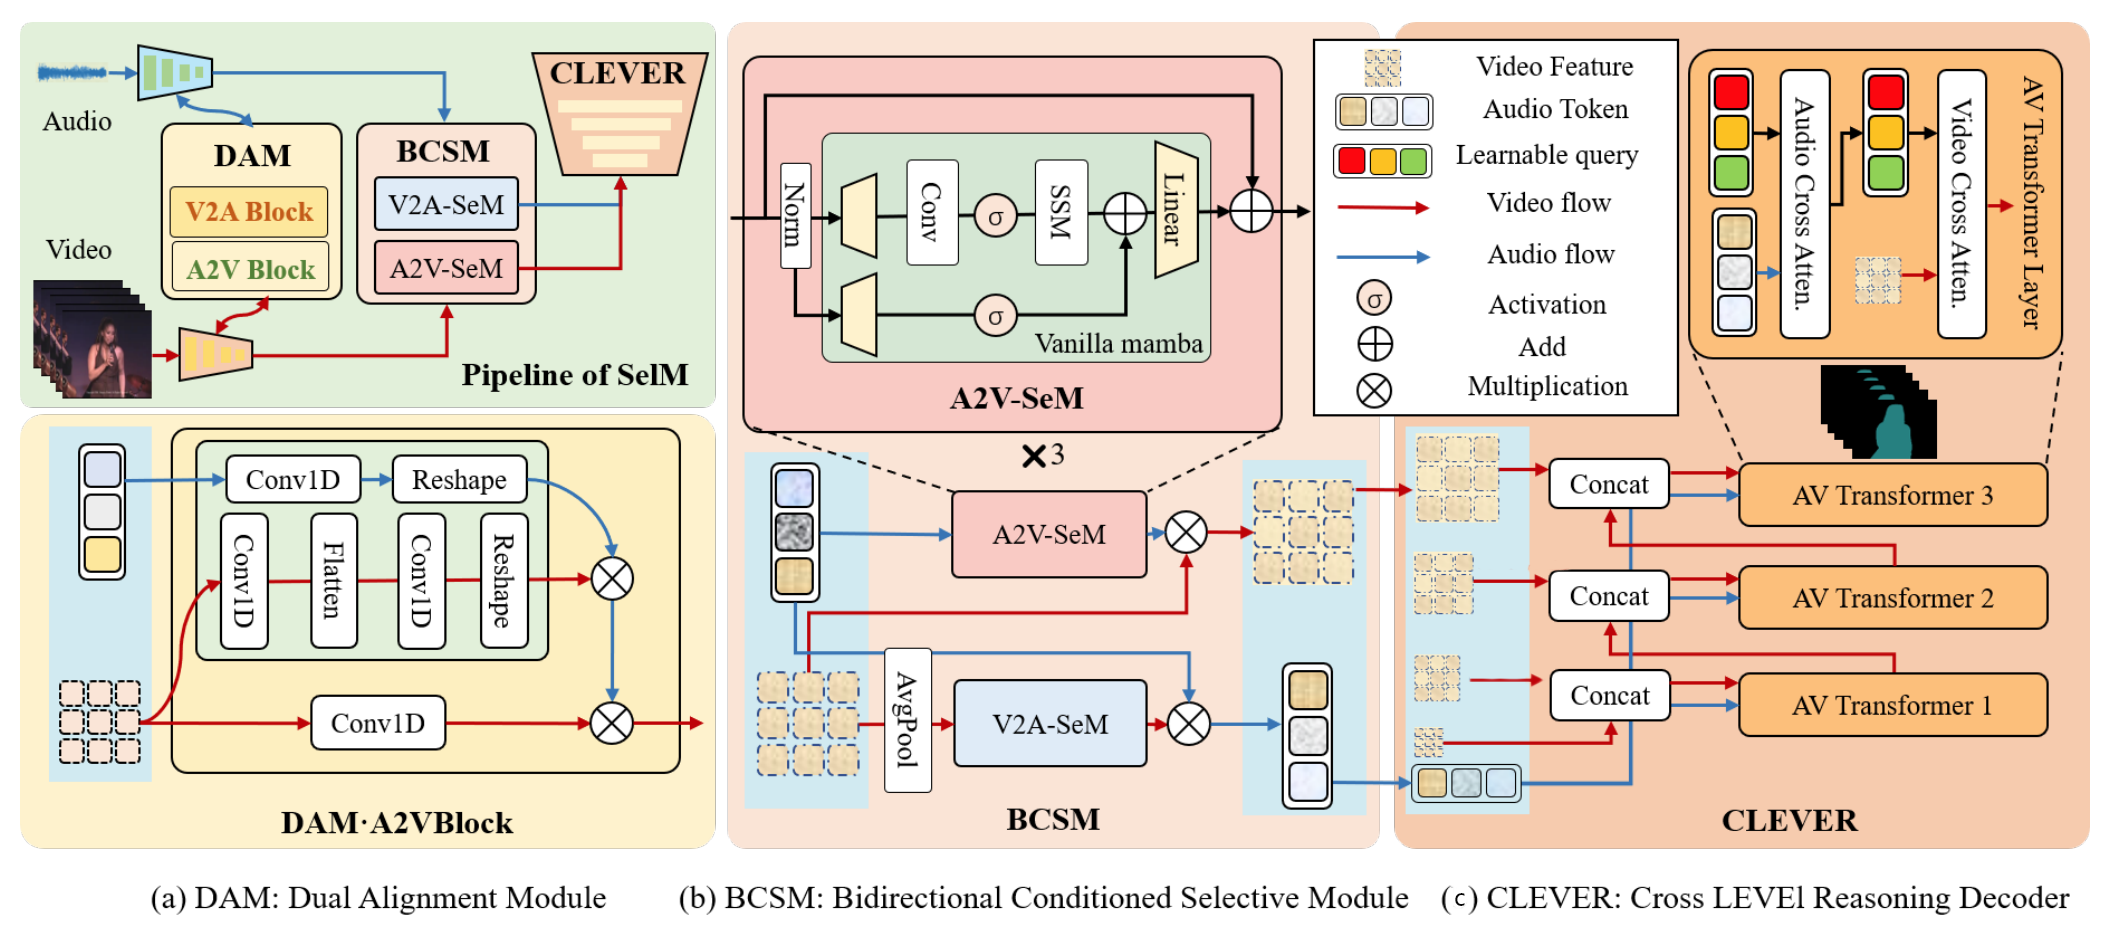 Audio
Video
DAM
V2A Block
A2V Block
BCSM
V2A-SeM
A2V-SeM
CLEVER
Pipeline of SelM
Conv1D
Reshape
Conv1D
Flatten
Conv1D
Reshape
Conv1D
DAM·A2VBlock
Norm
Conv
σ
SSM
Linear
σ
Vanilla mamba
A2V-SeM
×3
A2V-SeM
AvgPool
V2A-SeM
BCSM
Video Feature
Audio Token
Learnable query
Video flow
Audio flow
σ
Activation
Add
Multiplication
Audio Cross Atten.
Video Cross Atten.
AV Transformer Layer
Concat
AV Transformer 3
Concat
AV Transformer 2
Concat
AV Transformer 1
CLEVER
(a) DAM: Dual Alignment Module
(b) BCSM: Bidirectional Conditioned Selective Module
(c) CLEVER: Cross LEVEl Reasoning Decoder